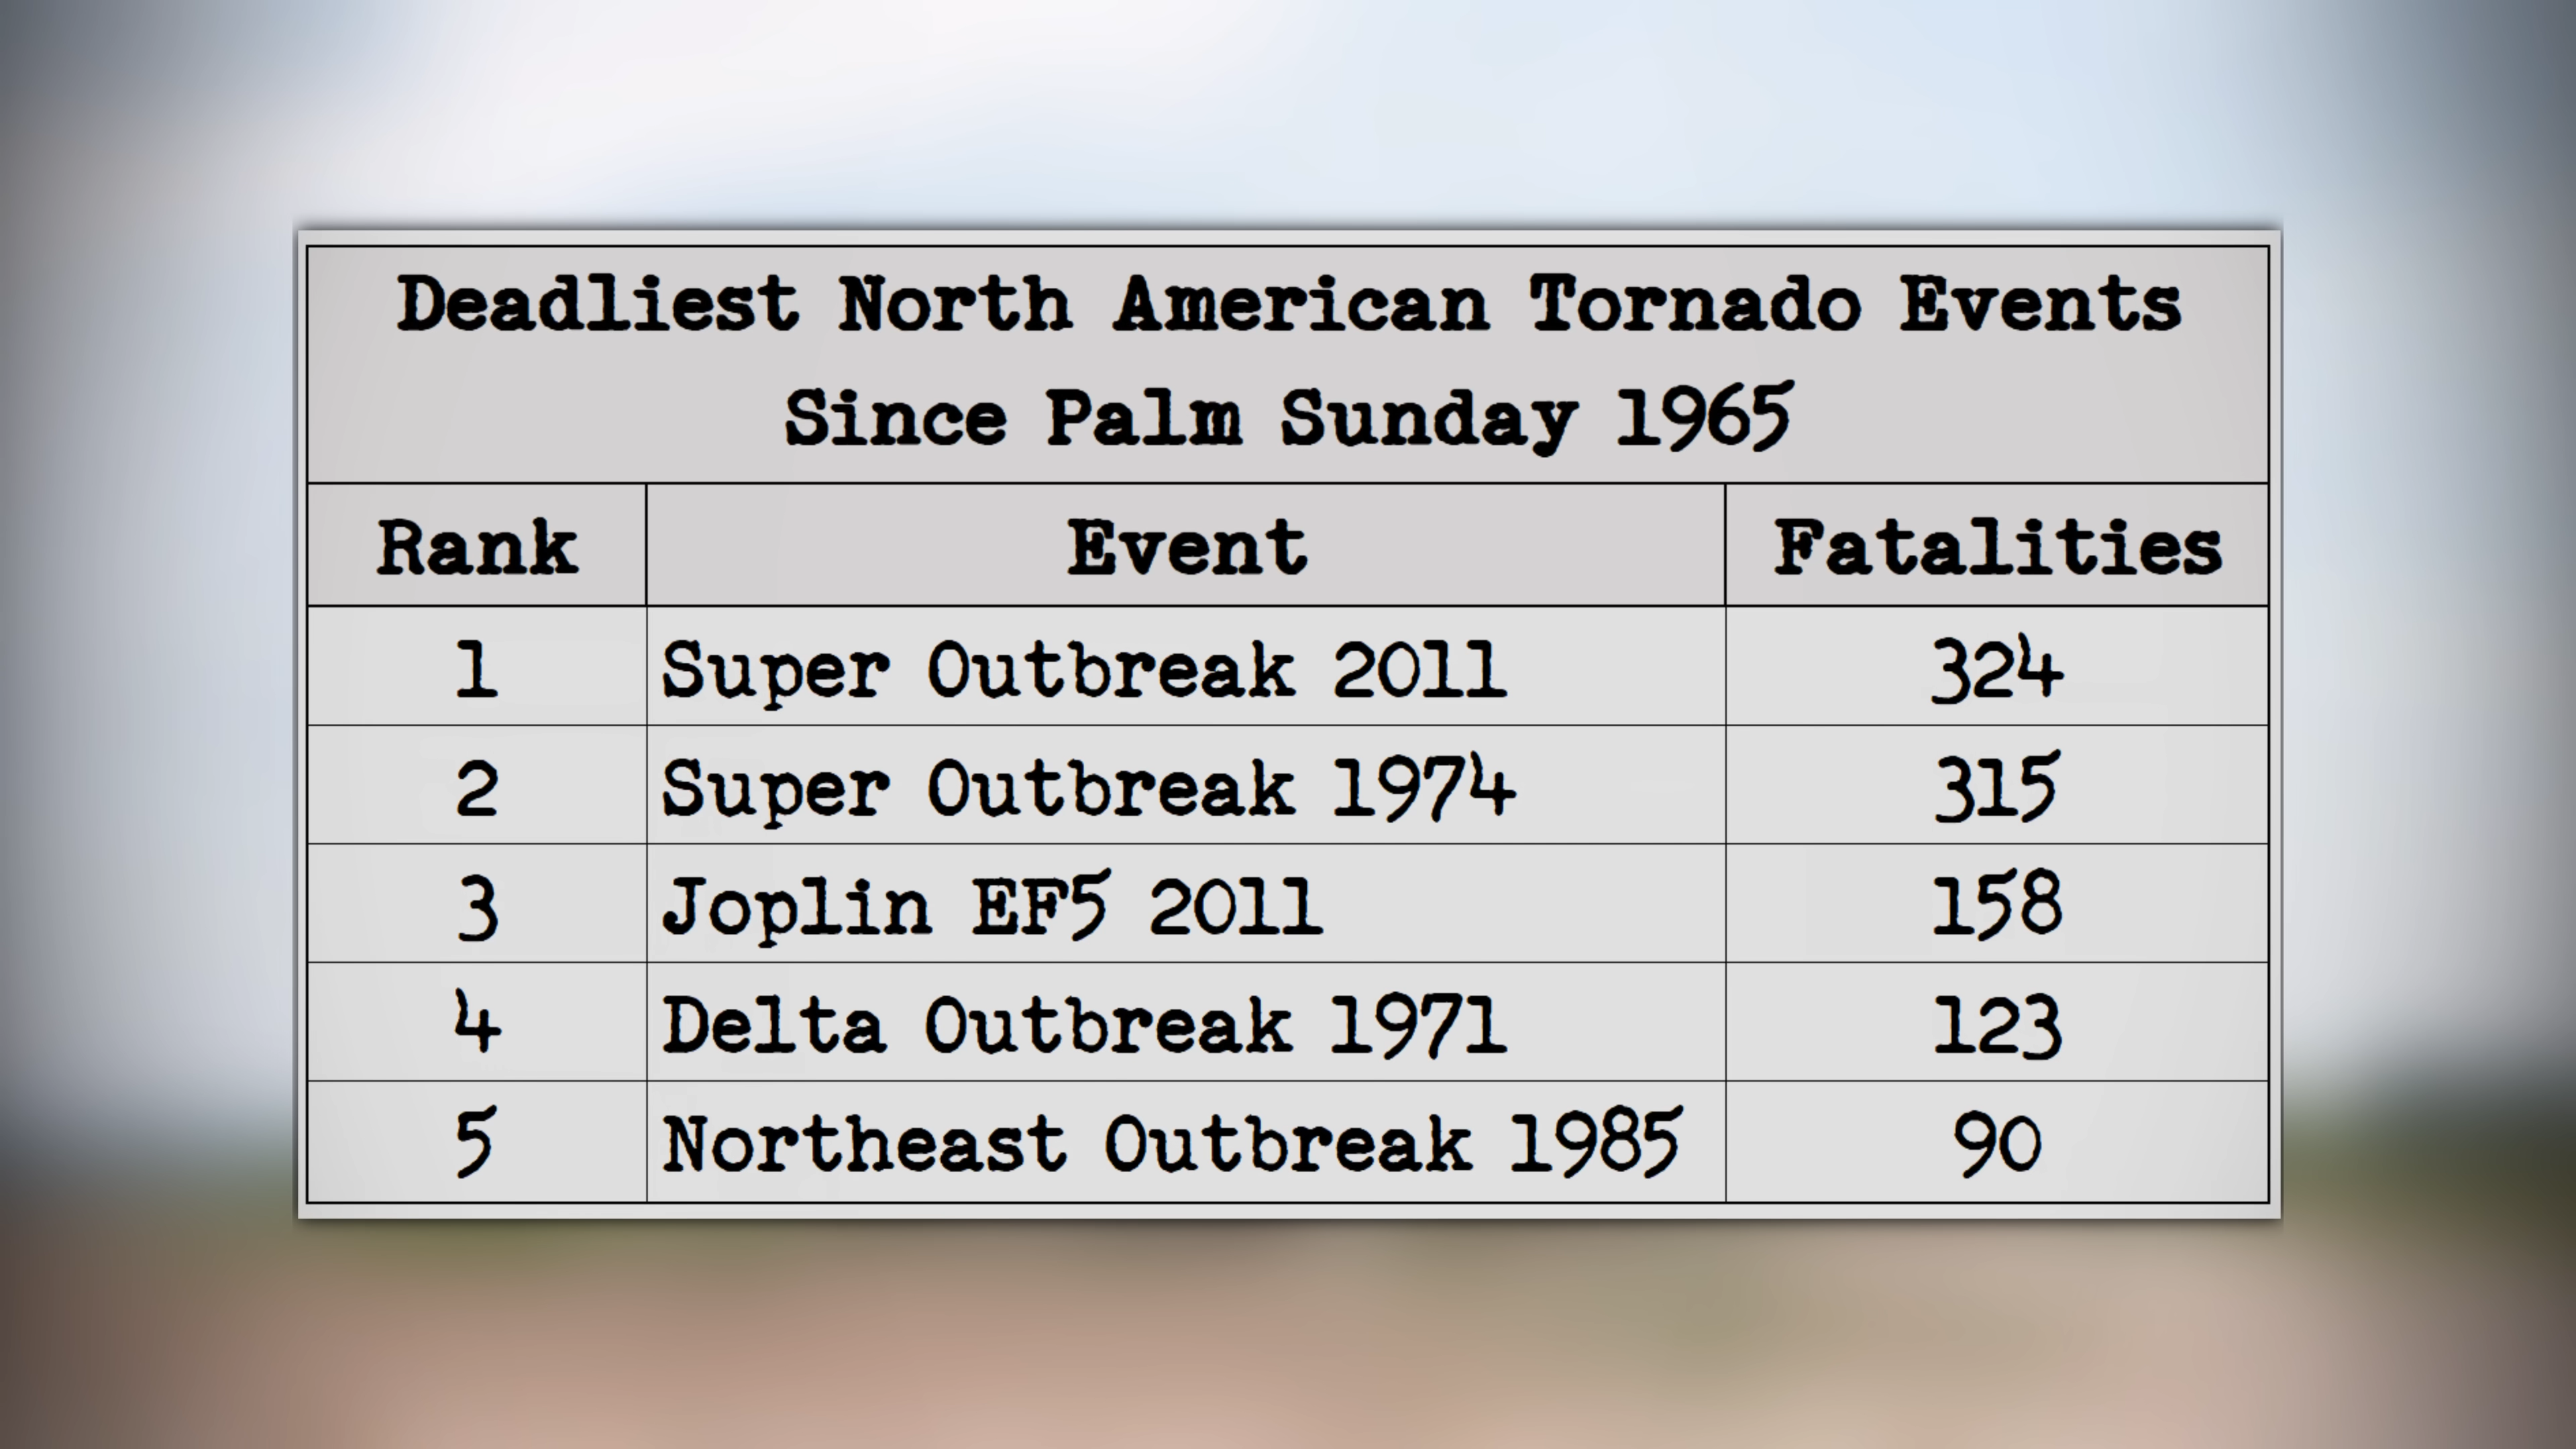 Deadliest North American Tornado Events
Since Palm Sunday 1965
Rank Event Fatalities
1 Super Outbreak 2011 324
2 Super Outbreak 1974 315
3 Joplin EF5 2011 158
4 Delta Outbreak 1971 123
5 Northeast Outbreak 1985 90